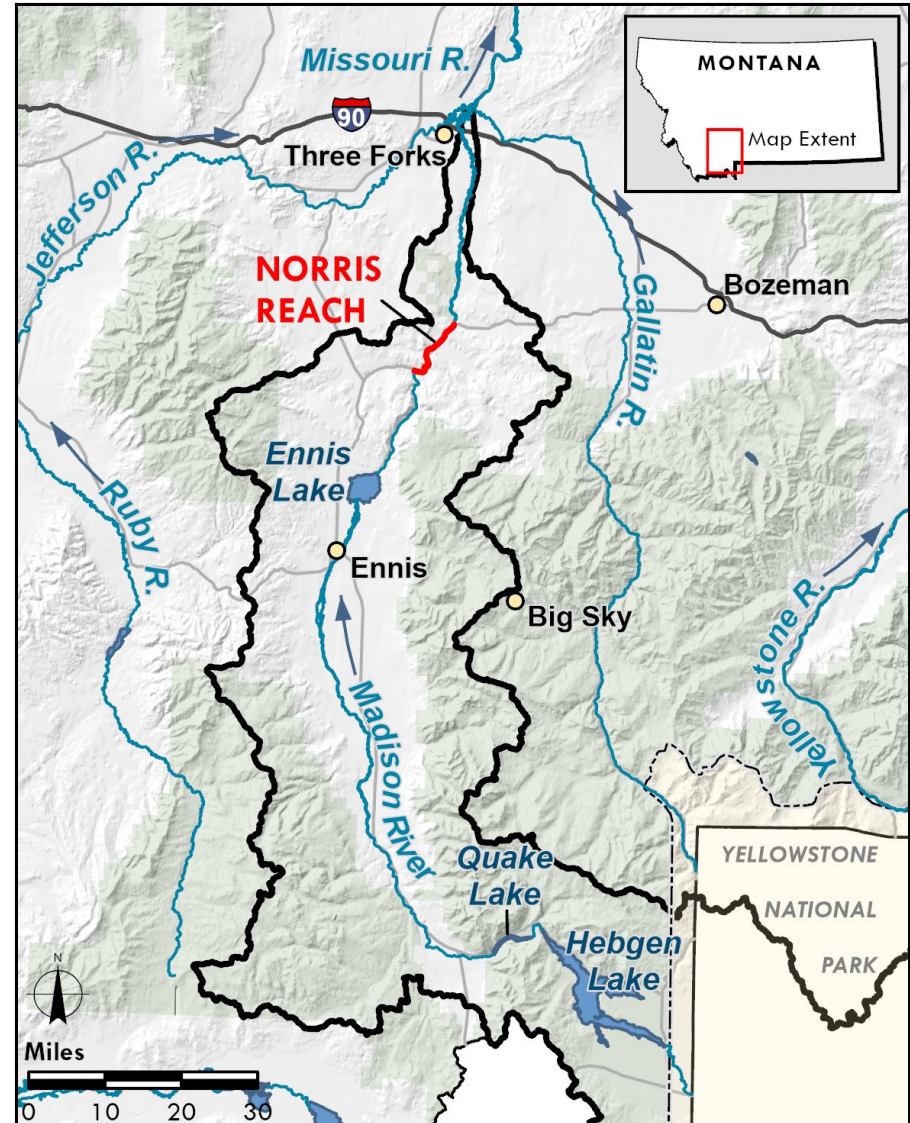 Missouri R.
MONTANA
Map Extent
90
Three Forks
Jefferson R.
NORRIS
REACH
Gallatin R.
Bozeman
Ennis
Lake
Ruby R.
Ennis
Big Sky
Yellowstone R.
Madison River
Quake
Lake
YELLOWSTONE
NATIONAL
PARK
Hebgen
Lake
N
Miles
0 10 20 30